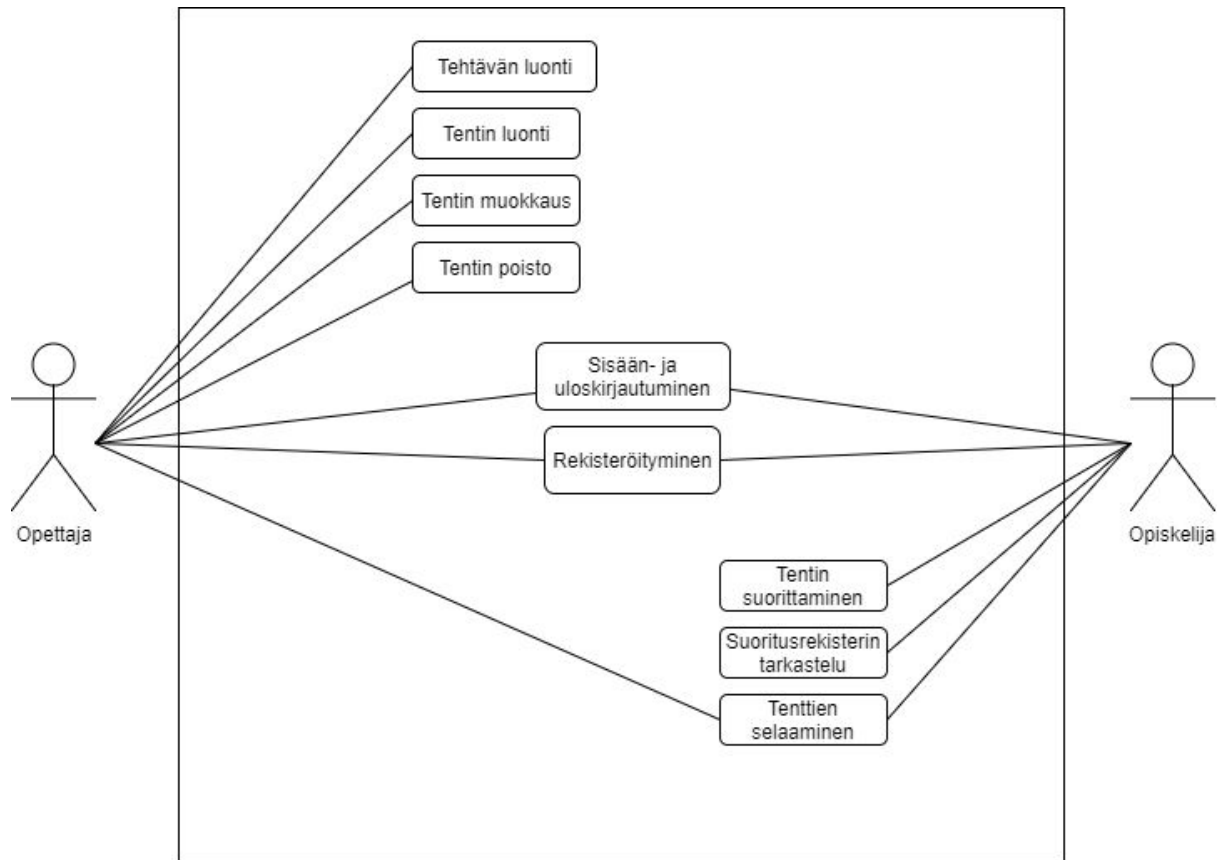 Tehtävän luonti
Tentin luonti
Tentin muokkaus
Tentin poisto
Sisään- ja
uloskirjautuminen
Rekisteröityminen
Opettaja
Opiskelija
Tentin
suorittaminen
Suoritusrekisterin
tarkastelu
Tenttien
selaaminen